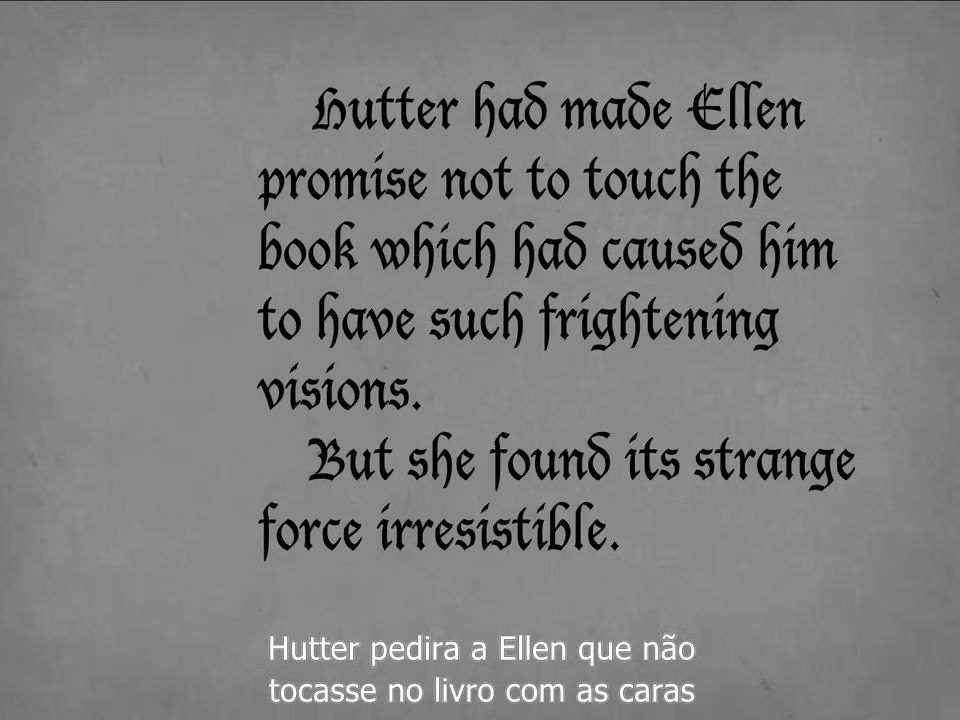 Hutter had made Ellen
promise not to touch the
book which had caused him
to have such frightening
visions.
But she found its strange
force irresistible.
Hutter pedira a Ellen que não
tocasse no livro com as caras